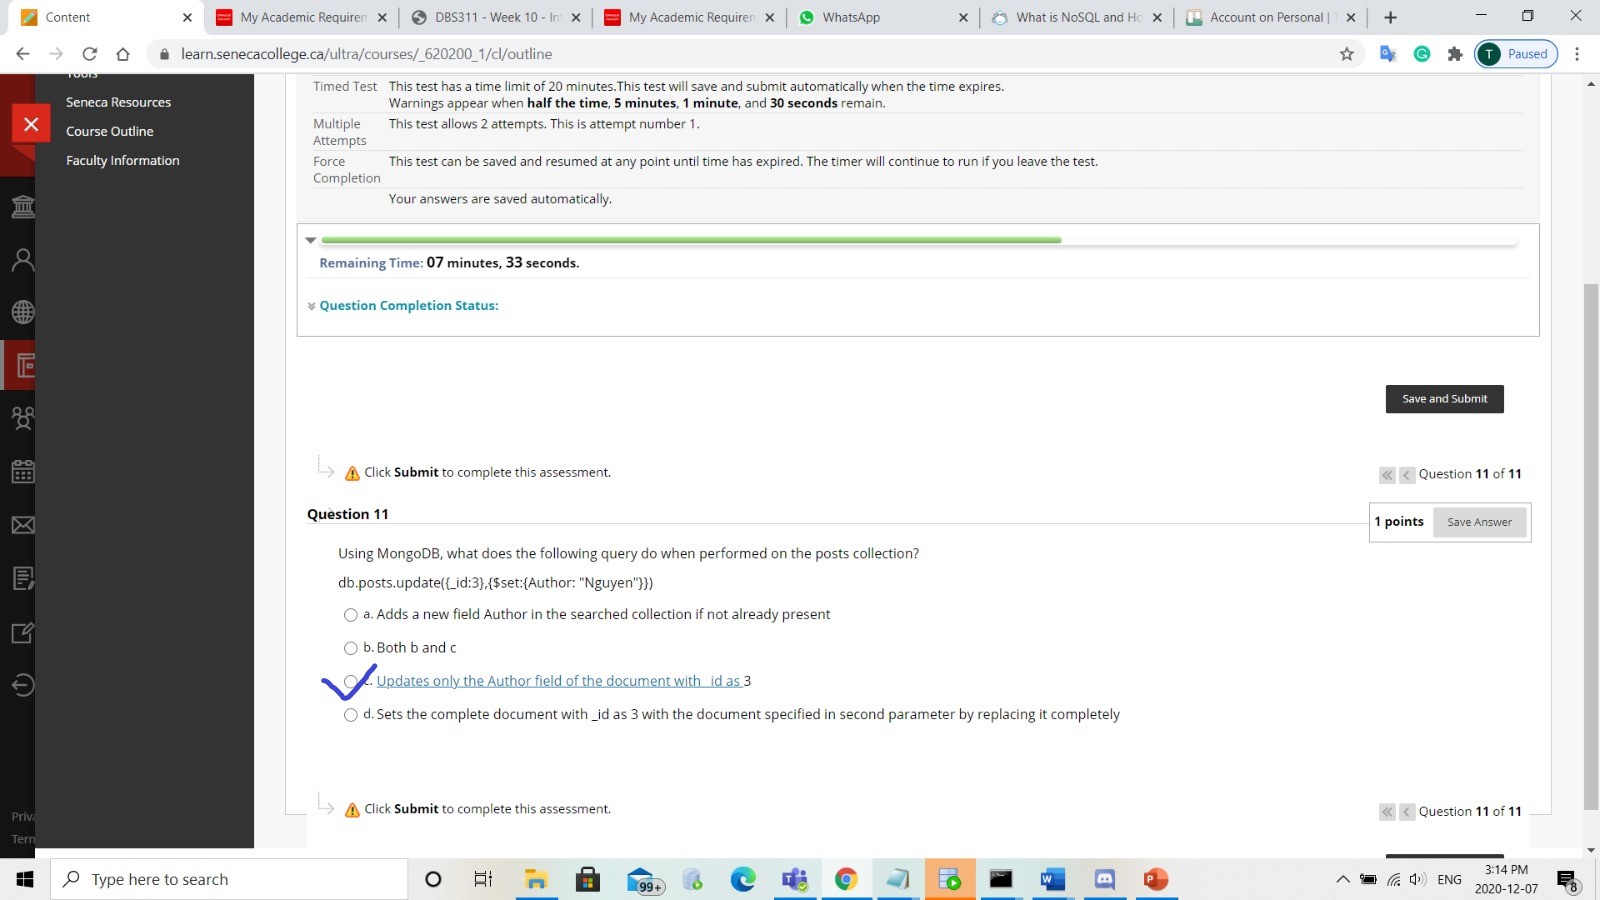 Content
My Academic Requiren
DBS311 - Week 10 - In
My Academic Requiren
WhatsApp
What is NoSQL and Ho
Account on Personal |
learn.senecacollege.ca/ultra/courses/_620200_1/cl/outline
T Paused
Tools
Seneca Resources
Course Outline
Faculty Information
Timed Test This test has a time limit of 20 minutes.This test will save and submit automatically when the time expires.
Warnings appear when half the time, 5 minutes, 1 minute, and 30 seconds remain.
Multiple This test allows 2 attempts. This is attempt number 1.
Attempts
Force This test can be saved and resumed at any point until time has expired. The timer will continue to run if you leave the test.
Completion
Your answers are saved automatically.
Remaining Time: 07 minutes, 33 seconds.
Question Completion Status:
Save and Submit
Click Submit to complete this assessment.
Question 11 of 11
Question 11
1 points Save Answer
Using MongoDB, what does the following query do when performed on the posts collection?
db.posts.update({_id:3},{$set:{Author: "Nguyen"}})
a. Adds a new field Author in the searched collection if not already present
b. Both b and c
c. Updates only the Author field of the document with _id as 3
d. Sets the complete document with _id as 3 with the document specified in second parameter by replacing it completely
Click Submit to complete this assessment.
Question 11 of 11
Priva
Term
Type here to search
99+
ENG
3:14 PM
2020-12-07
8